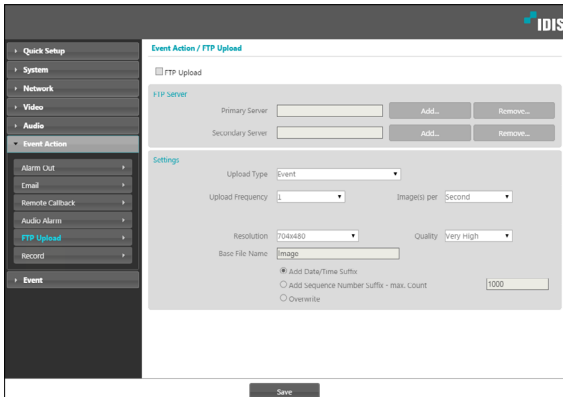 IDIS
Quick Setup
System
Network
Video
Audio
Event Action
Alarm Out
Email
Remote Callback
Audio Alarm
FTP Upload
Record
Event
Event Action / FTP Upload
FTP Upload
FTP Server
Primary Server Add... Remove...
Secondary Server Add... Remove...
Settings
Upload Type Event
Upload Frequency 1 Image(s) per Second
Resolution 704x480 Quality Very High
Base File Name Image
Add Date/Time Suffix
Add Sequence Number Suffix - max. Count 1000
Overwrite
Save